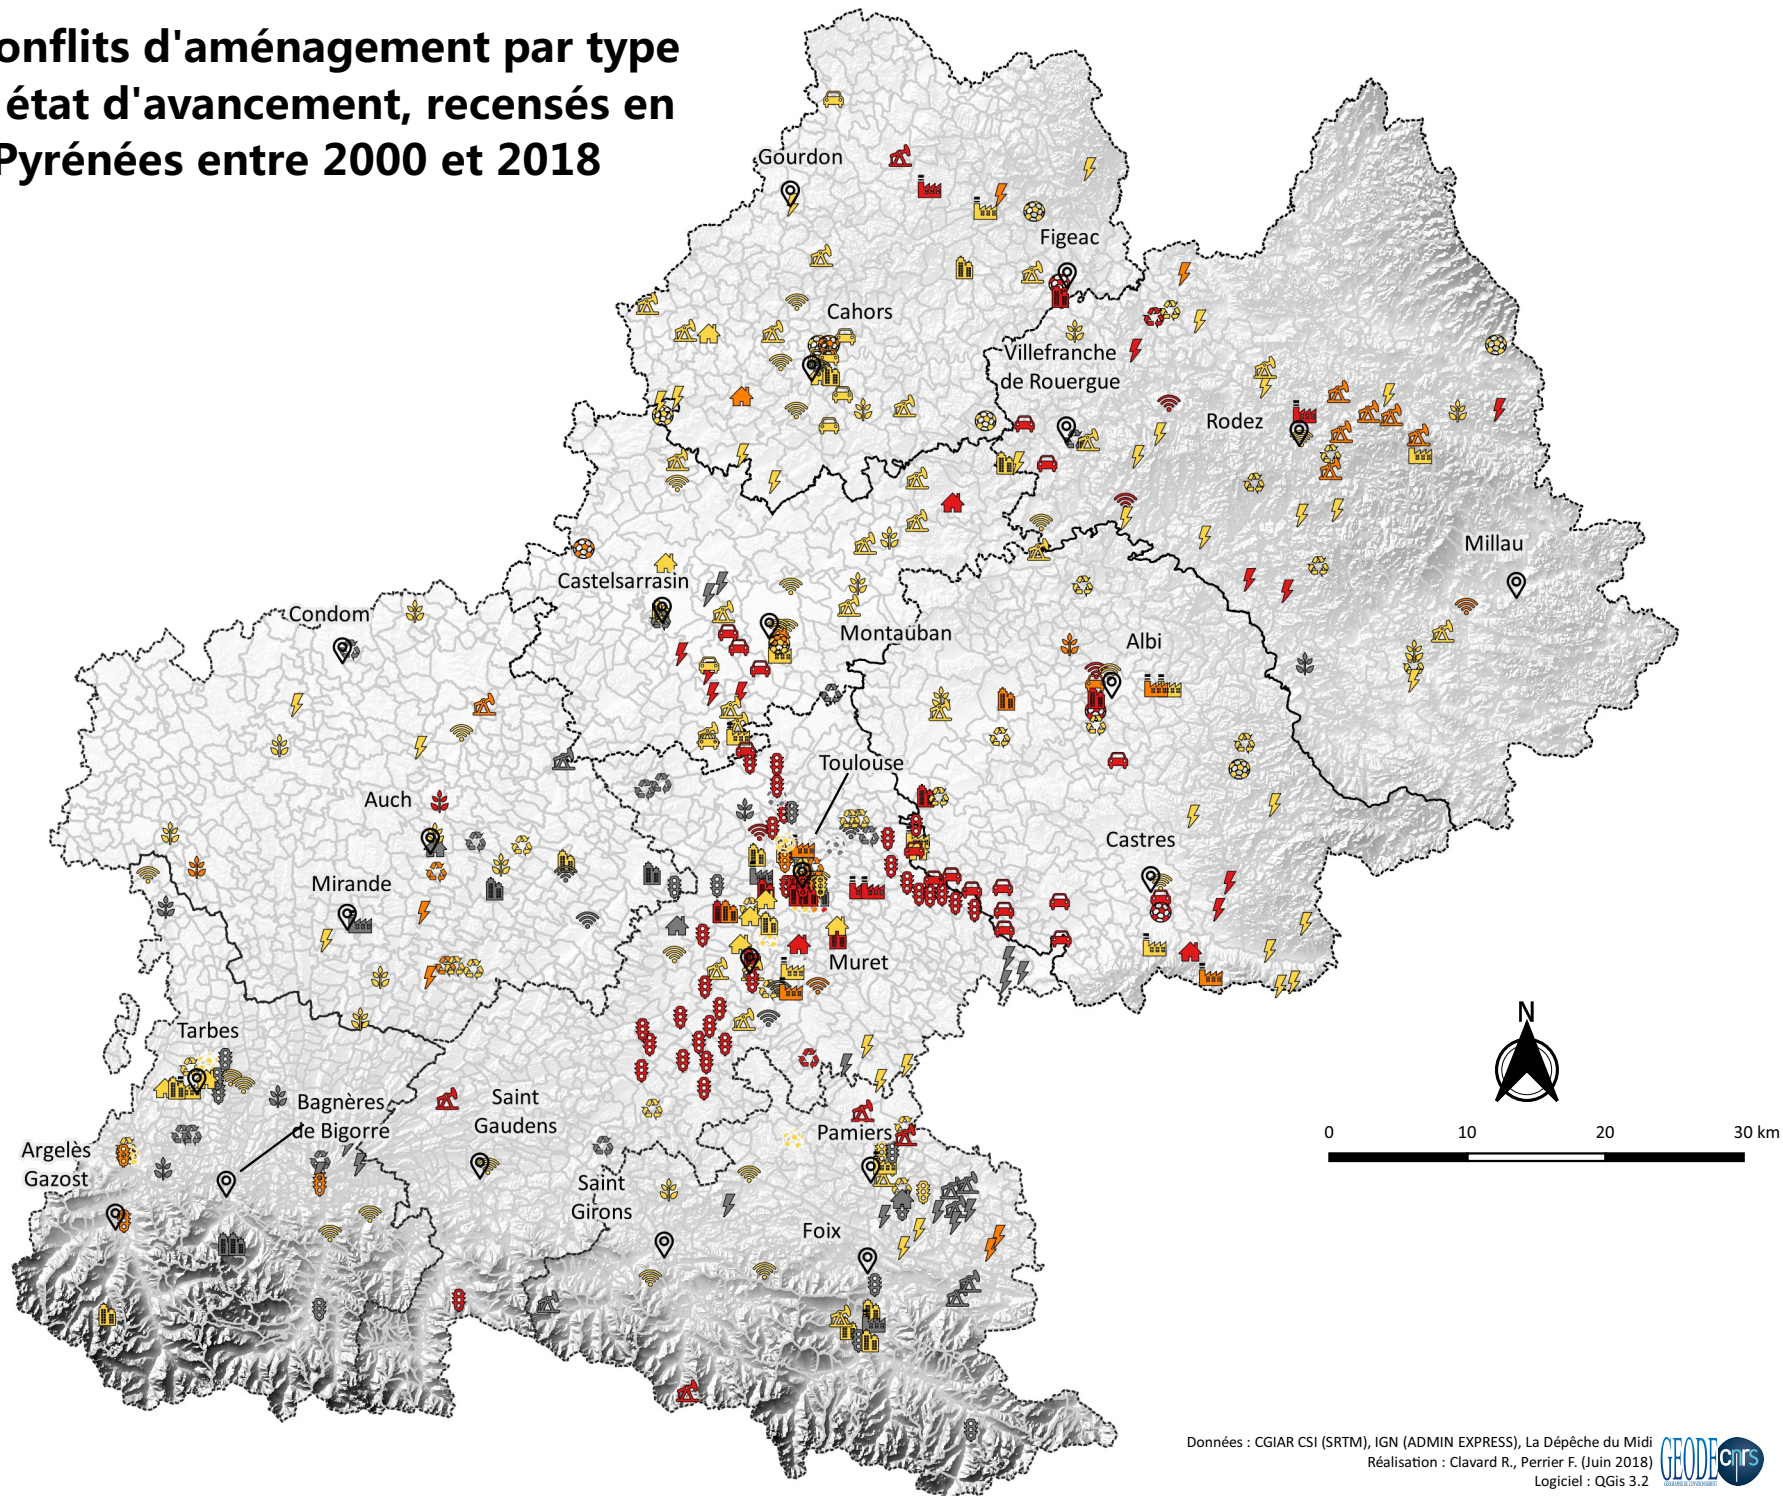 onflits d'aménagement par type
état d'avancement, recensés en
Pyrénées entre 2000 et 2018
Gourdon
Figeac
Cahors
Villefranche
de Rouergue
Rodez
Millau
Castelsarrasin
Condom
Montauban
Albi
Toulouse
Auch
Castres
Mirande
Muret
N
Tarbes
Bagnères
de Bigorre
Saint
Gaudens
Pamiers
0 10 20 30 km
Argelès
Gazost
Saint
Girons
Foix
Données : CGIAR CSI (SRTM), IGN (ADMIN EXPRESS), La Dépêche du Midi
Réalisation : Clavard R., Perrier F. (Juin 2018)
Logiciel : QGis 3.2
GEODE
cnrs